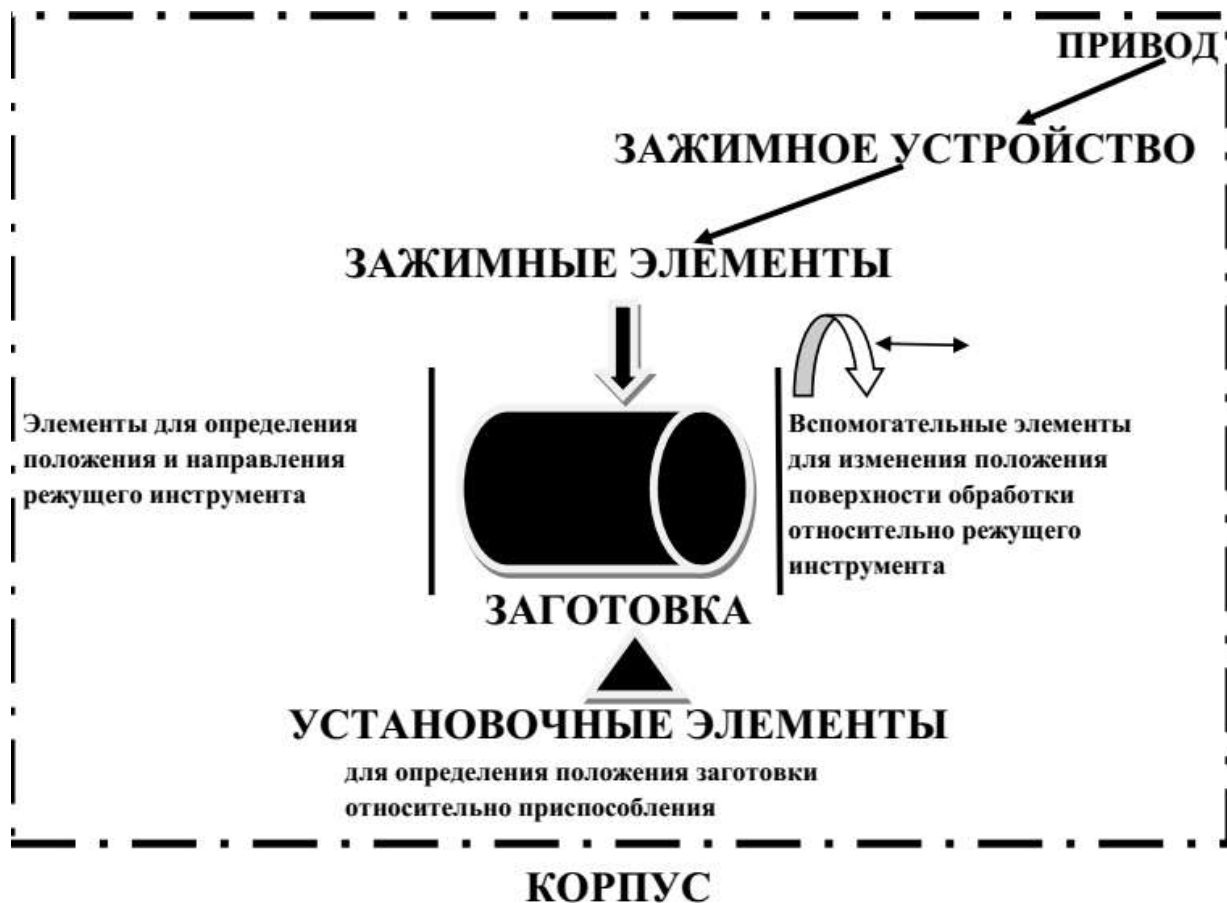 ПРИВОД
ЗАЖИМНОЕ УСТРОЙСТВО
ЗАЖИМНЫЕ ЭЛЕМЕНТЫ
Элементы для определения
положения и направления
режущего инструмента
Вспомогательные элементы
для изменения положения
поверхности обработки
относительно режущего
инструмента
ЗАГОТОВКА
УСТАНОВОЧНЫЕ ЭЛЕМЕНТЫ
для определения положения заготовки
относительно приспособления
КОРПУС